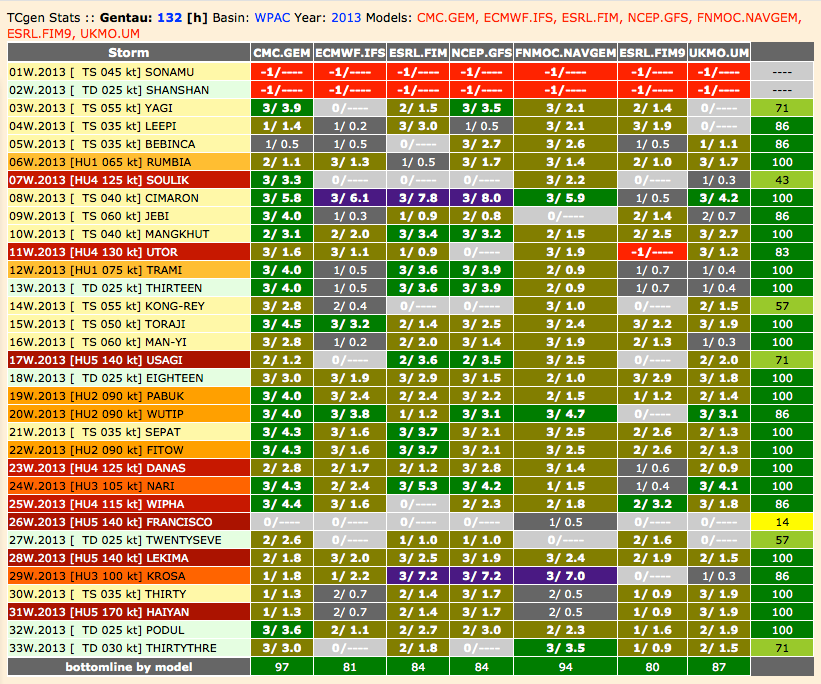 TCgen Stats :: Gentau: 132 [h] Basin: WPAC Year: 2013 Models: CMC.GEM, ECMWF.IFS, ESRL.FIM, NCEP.GFS, FNMOC.NAVGEM,
ESRL.FIM9, UKMO.UM
Storm CMC.GEM ECMWF.IFS ESRL.FIM NCEP.GFS FNMOC.NAVGEM ESRL.FIM9 UKMO.UM
01W.2013 [ TS 045 kt] SONAMU -1/---- -1/---- -1/---- -1/---- -1/---- -1/---- -1/---- ----
02W.2013 [ TD 025 kt] SHANSHAN -1/---- -1/---- -1/---- -1/---- -1/---- -1/---- -1/---- ----
03W.2013 [ TS 055 kt] YAGI 3/ 3.9 0/---- 2/ 1.5 3/ 3.5 3/ 2.1 2/ 1.4 0/---- 71
04W.2013 [ TS 035 kt] LEEPI 1/ 1.4 1/ 0.2 3/ 3.0 1/ 0.5 3/ 2.1 3/ 1.9 0/---- 86
05W.2013 [ TS 035 kt] BEBINCA 1/ 0.5 1/ 0.5 0/---- 3/ 2.7 3/ 2.6 1/ 0.5 1/ 1.1 86
06W.2013 [HU1 065 kt] RUMBIA 2/ 1.1 3/ 1.3 1/ 0.5 3/ 1.7 3/ 1.4 2/ 1.0 3/ 1.7 100
07W.2013 [HU4 125 kt] SOULIK 3/ 3.3 0/---- 0/---- 0/---- 3/ 2.2 0/---- 1/ 0.3 43
08W.2013 [ TS 040 kt] CIMARON 3/ 5.8 3/ 6.1 3/ 7.8 3/ 8.0 3/ 5.9 1/ 0.5 3/ 4.2 100
09W.2013 [ TS 060 kt] JEBI 3/ 4.0 1/ 0.3 1/ 0.9 2/ 0.8 0/---- 2/ 1.4 2/ 0.7 86
10W.2013 [ TS 040 kt] MANGKHUT 2/ 3.1 2/ 2.0 3/ 3.4 3/ 3.2 2/ 1.5 2/ 2.5 3/ 2.7 100
11W.2013 [HU4 130 kt] UTOR 3/ 1.6 3/ 1.1 1/ 0.9 0/---- 3/ 1.9 -1/---- 3/ 1.2 83
12W.2013 [HU1 075 kt] TRAMI 3/ 4.0 1/ 0.5 3/ 3.6 3/ 3.9 2/ 0.9 1/ 0.7 1/ 0.4 100
13W.2013 [ TD 025 kt] THIRTEEN 3/ 4.0 1/ 0.5 3/ 3.6 3/ 3.9 2/ 0.9 1/ 0.7 1/ 0.4 100
14W.2013 [ TS 055 kt] KONG-REY 3/ 2.8 2/ 0.4 0/---- 0/---- 3/ 1.0 0/---- 2/ 1.5 57
15W.2013 [ TS 050 kt] TORAJI 3/ 4.5 3/ 3.2 2/ 1.4 3/ 2.5 3/ 2.4 3/ 2.2 3/ 1.9 100
16W.2013 [ TS 060 kt] MAN-YI 3/ 2.8 1/ 0.2 2/ 2.0 3/ 1.4 3/ 1.9 2/ 1.3 1/ 0.3 100
17W.2013 [HU5 140 kt] USAGI 2/ 1.2 0/---- 2/ 3.6 2/ 3.5 3/ 2.5 0/---- 2/ 2.0 71
18W.2013 [ TD 025 kt] EIGHTEEN 3/ 3.0 3/ 1.9 3/ 2.9 3/ 1.5 2/ 1.0 3/ 2.9 3/ 1.8 100
19W.2013 [HU2 090 kt] PABUK 3/ 4.0 3/ 2.4 2/ 2.4 3/ 2.2 2/ 1.5 1/ 1.2 2/ 1.4 100
20W.2013 [HU2 090 kt] WUTIP 3/ 4.0 3/ 3.8 1/ 1.2 3/ 3.1 3/ 4.7 0/---- 3/ 3.1 86
21W.2013 [ TS 035 kt] SEPAT 3/ 4.3 3/ 1.6 3/ 3.7 3/ 2.1 3/ 2.5 2/ 2.6 2/ 1.3 100
22W.2013 [HU2 090 kt] FITOW 3/ 4.3 3/ 1.6 3/ 3.7 3/ 2.1 3/ 2.5 2/ 2.6 2/ 1.3 100
23W.2013 [HU4 125 kt] DANAS 2/ 2.8 2/ 1.7 2/ 1.2 3/ 2.8 3/ 1.4 1/ 0.6 2/ 0.9 100
24W.2013 [HU3 105 kt] NARI 3/ 4.3 2/ 2.4 3/ 5.3 3/ 4.2 2/ 1.5 1/ 0.4 3/ 4.1 100
25W.2013 [HU4 115 kt] WIPHA 3/ 4.4 3/ 1.6 0/---- 2/ 2.3 2/ 1.8 2/ 3.2 3/ 1.8 86
26W.2013 [HU5 140 kt] FRANCISCO 0/---- 0/---- 0/---- 0/---- 1/ 0.5 0/---- 0/---- 14
27W.2013 [ TD 025 kt] TWENTYSEVE 2/ 2.6 0/---- 1/ 1.0 1/ 1.0 0/---- 2/ 1.6 0/---- 57
28W.2013 [HU5 140 kt] LEKIMA 2/ 1.8 3/ 2.0 3/ 2.5 3/ 1.9 3/ 2.4 2/ 1.9 2/ 1.5 100
29W.2013 [HU3 100 kt] KROSA 1/ 1.8 1/ 2.2 3/ 7.2 3/ 7.2 3/ 7.0 0/---- 1/ 0.3 86
30W.2013 [ TS 035 kt] THIRTY 1/ 1.3 2/ 0.7 2/ 1.4 3/ 1.7 2/ 0.5 1/ 0.9 3/ 1.9 100
31W.2013 [HU5 170 kt] HAIYAN 1/ 1.3 2/ 0.7 2/ 1.4 3/ 1.7 2/ 0.5 1/ 0.9 3/ 1.9 100
32W.2013 [ TD 025 kt] PODUL 3/ 3.6 2/ 1.1 2/ 2.7 2/ 3.0 2/ 2.3 1/ 1.6 2/ 1.9 100
33W.2013 [ TD 030 kt] THIRTYTHRE 3/ 3.0 0/---- 2/ 1.8 0/---- 3/ 3.5 1/ 0.9 2/ 1.5 71
bottomline by model 97 81 84 84 94 80 87